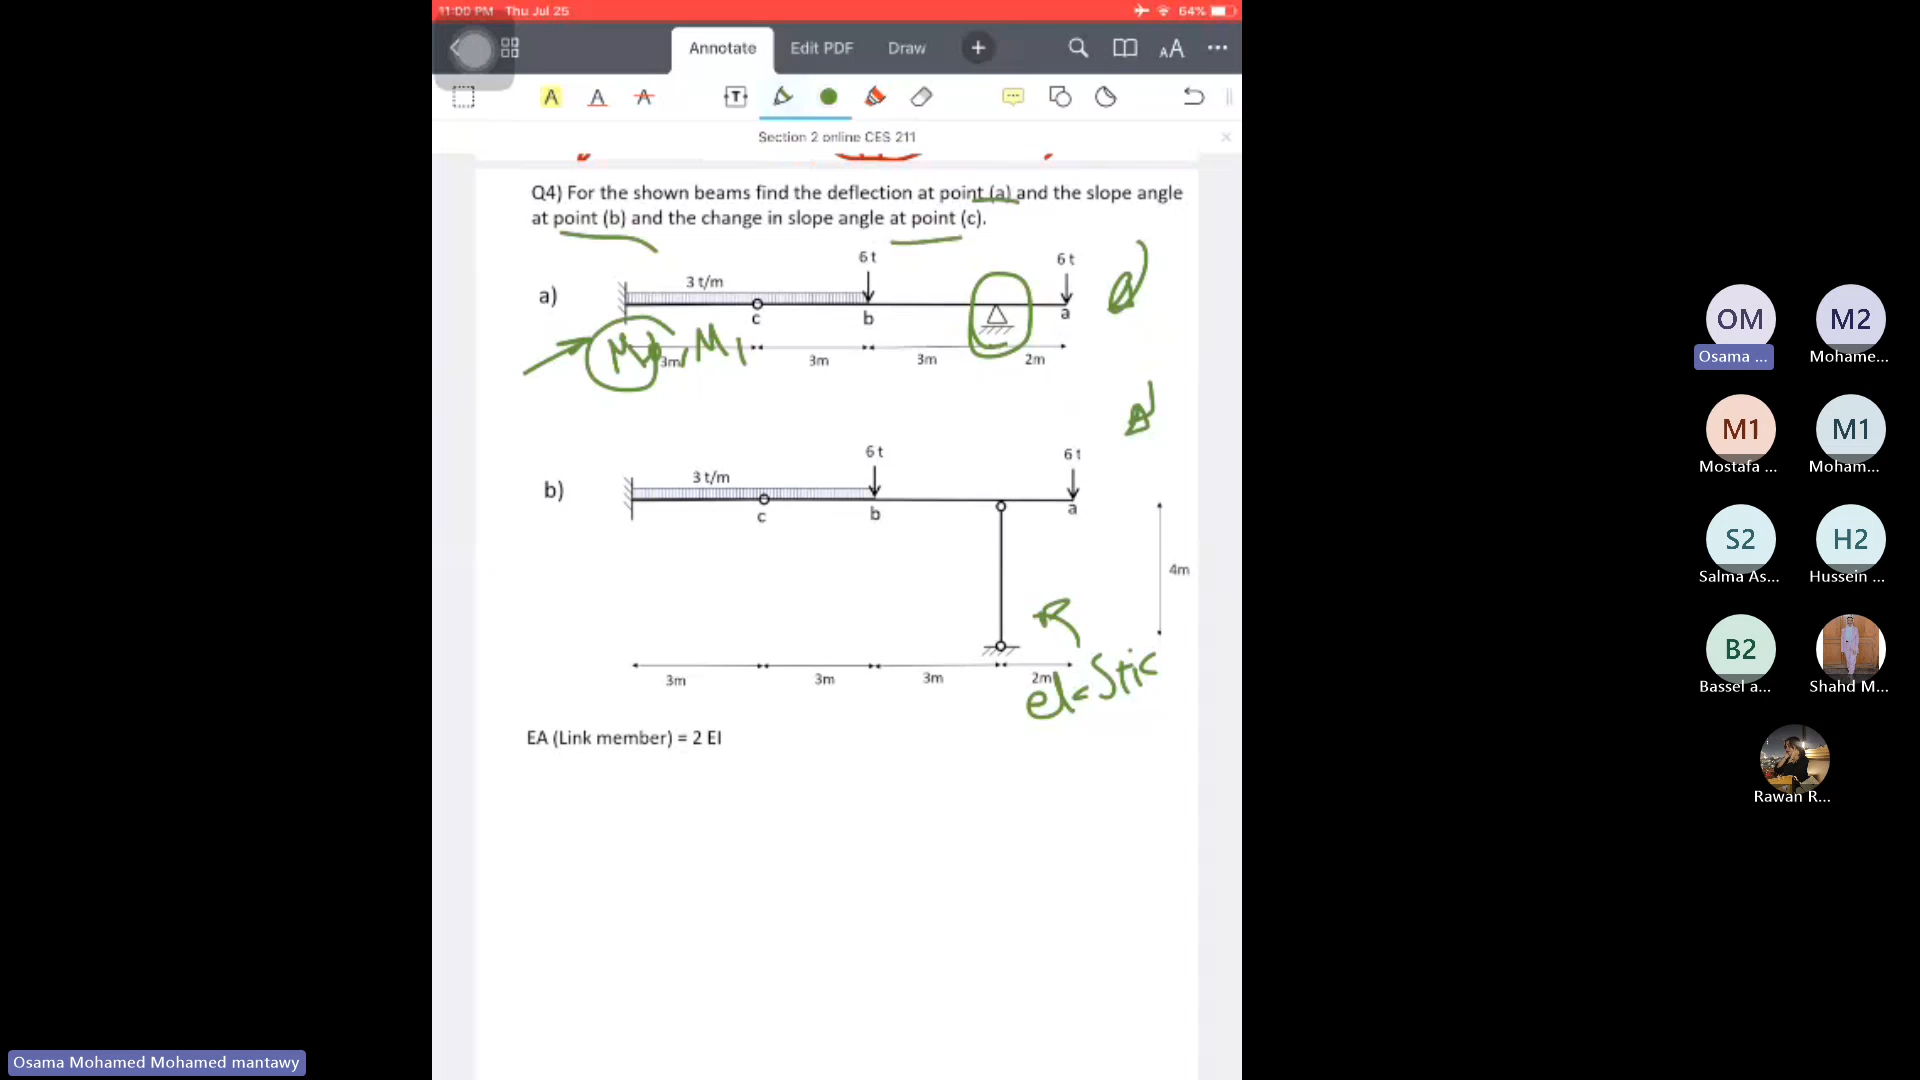 11:00 PM Thu Jul 25
64%
Annotate
Edit PDF
Draw
AA
A
A
A
T
Section 2 online CES 211
Q4) For the shown beams find the deflection at point (a) and the slope angle
at point (b) and the change in slope angle at point (c).
a)
3 t/m
6 t
6 t
c
b
a
3m
3m
3m
2m
M0, M1
b)
3 t/m
6 t
6 t
c
b
a
4m
3m
3m
3m
2m
elastic
EA (Link member) = 2 EI
OM
Osama ...
M2
Mohame...
M1
Mostafa ...
M1
Moham...
S2
Salma As...
H2
Hussein ...
B2
Bassel a...
Shahd M...
Rawan R...
Osama Mohamed Mohamed mantawy